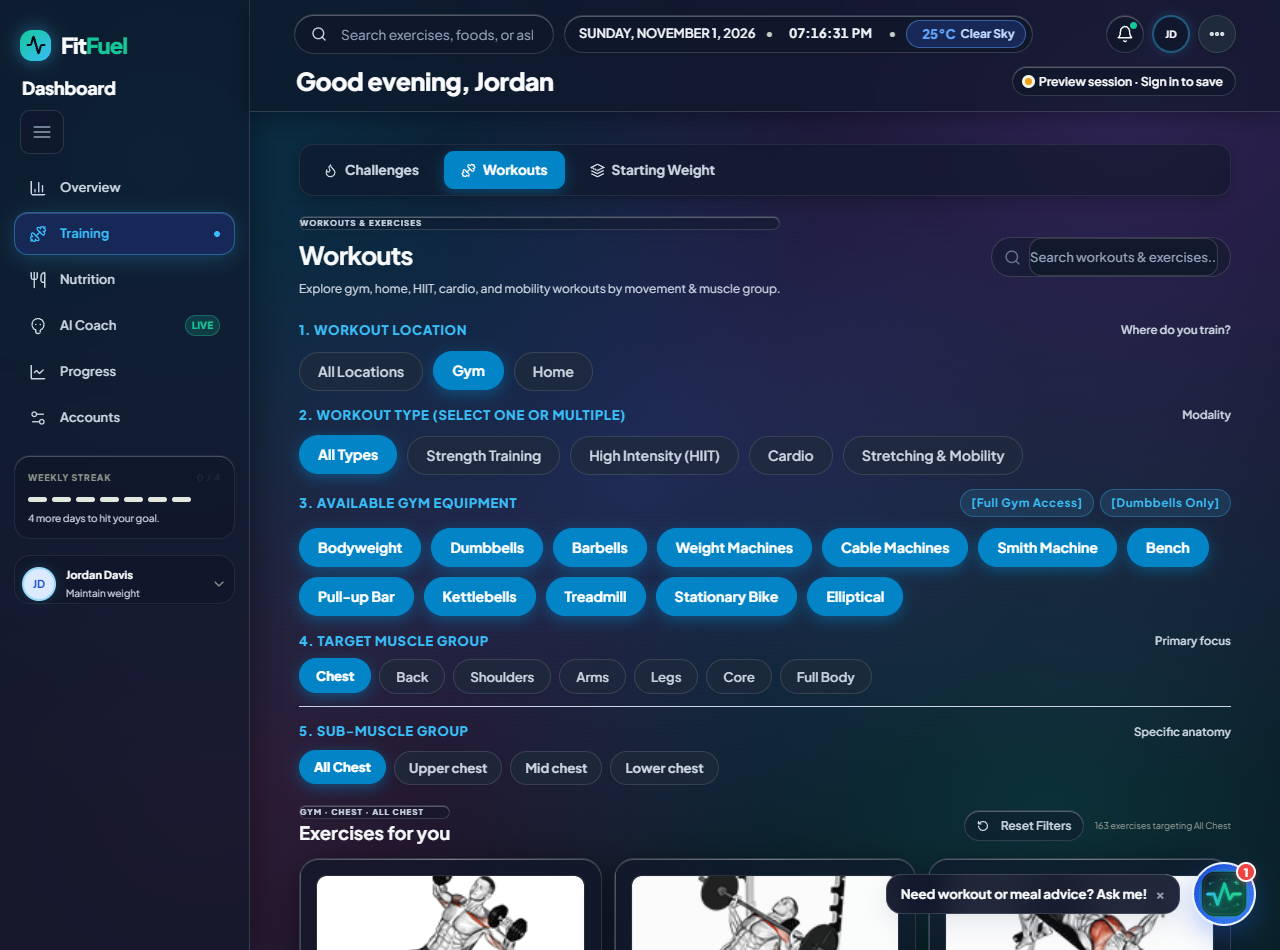 FitFuel
Dashboard
Overview
Training
Nutrition
AI Coach LIVE
Progress
Accounts
WEEKLY STREAK 0 / 4
4 more days to hit your goal.
JD Jordan Davis
Maintain weight
Search exercises, foods, or asl
SUNDAY, NOVEMBER 1, 2026 • 07:16:31 PM • 25°C Clear Sky
JD
Good evening, Jordan
Preview session · Sign in to save
Challenges Workouts Starting Weight
WORKOUTS & EXERCISES
Workouts
Search workouts & exercises..
Explore gym, home, HIIT, cardio, and mobility workouts by movement & muscle group.
1. WORKOUT LOCATION Where do you train?
All Locations Gym Home
2. WORKOUT TYPE (SELECT ONE OR MULTIPLE) Modality
All Types Strength Training High Intensity (HIIT) Cardio Stretching & Mobility
3. AVAILABLE GYM EQUIPMENT [Full Gym Access] [Dumbbells Only]
Bodyweight Dumbbells Barbells Weight Machines Cable Machines Smith Machine Bench
Pull-up Bar Kettlebells Treadmill Stationary Bike Elliptical
4. TARGET MUSCLE GROUP Primary focus
Chest Back Shoulders Arms Legs Core Full Body
5. SUB-MUSCLE GROUP Specific anatomy
All Chest Upper chest Mid chest Lower chest
GYM · CHEST · ALL CHEST
Exercises for you
Reset Filters 163 exercises targeting All Chest
Need workout or meal advice? Ask me! ×
1